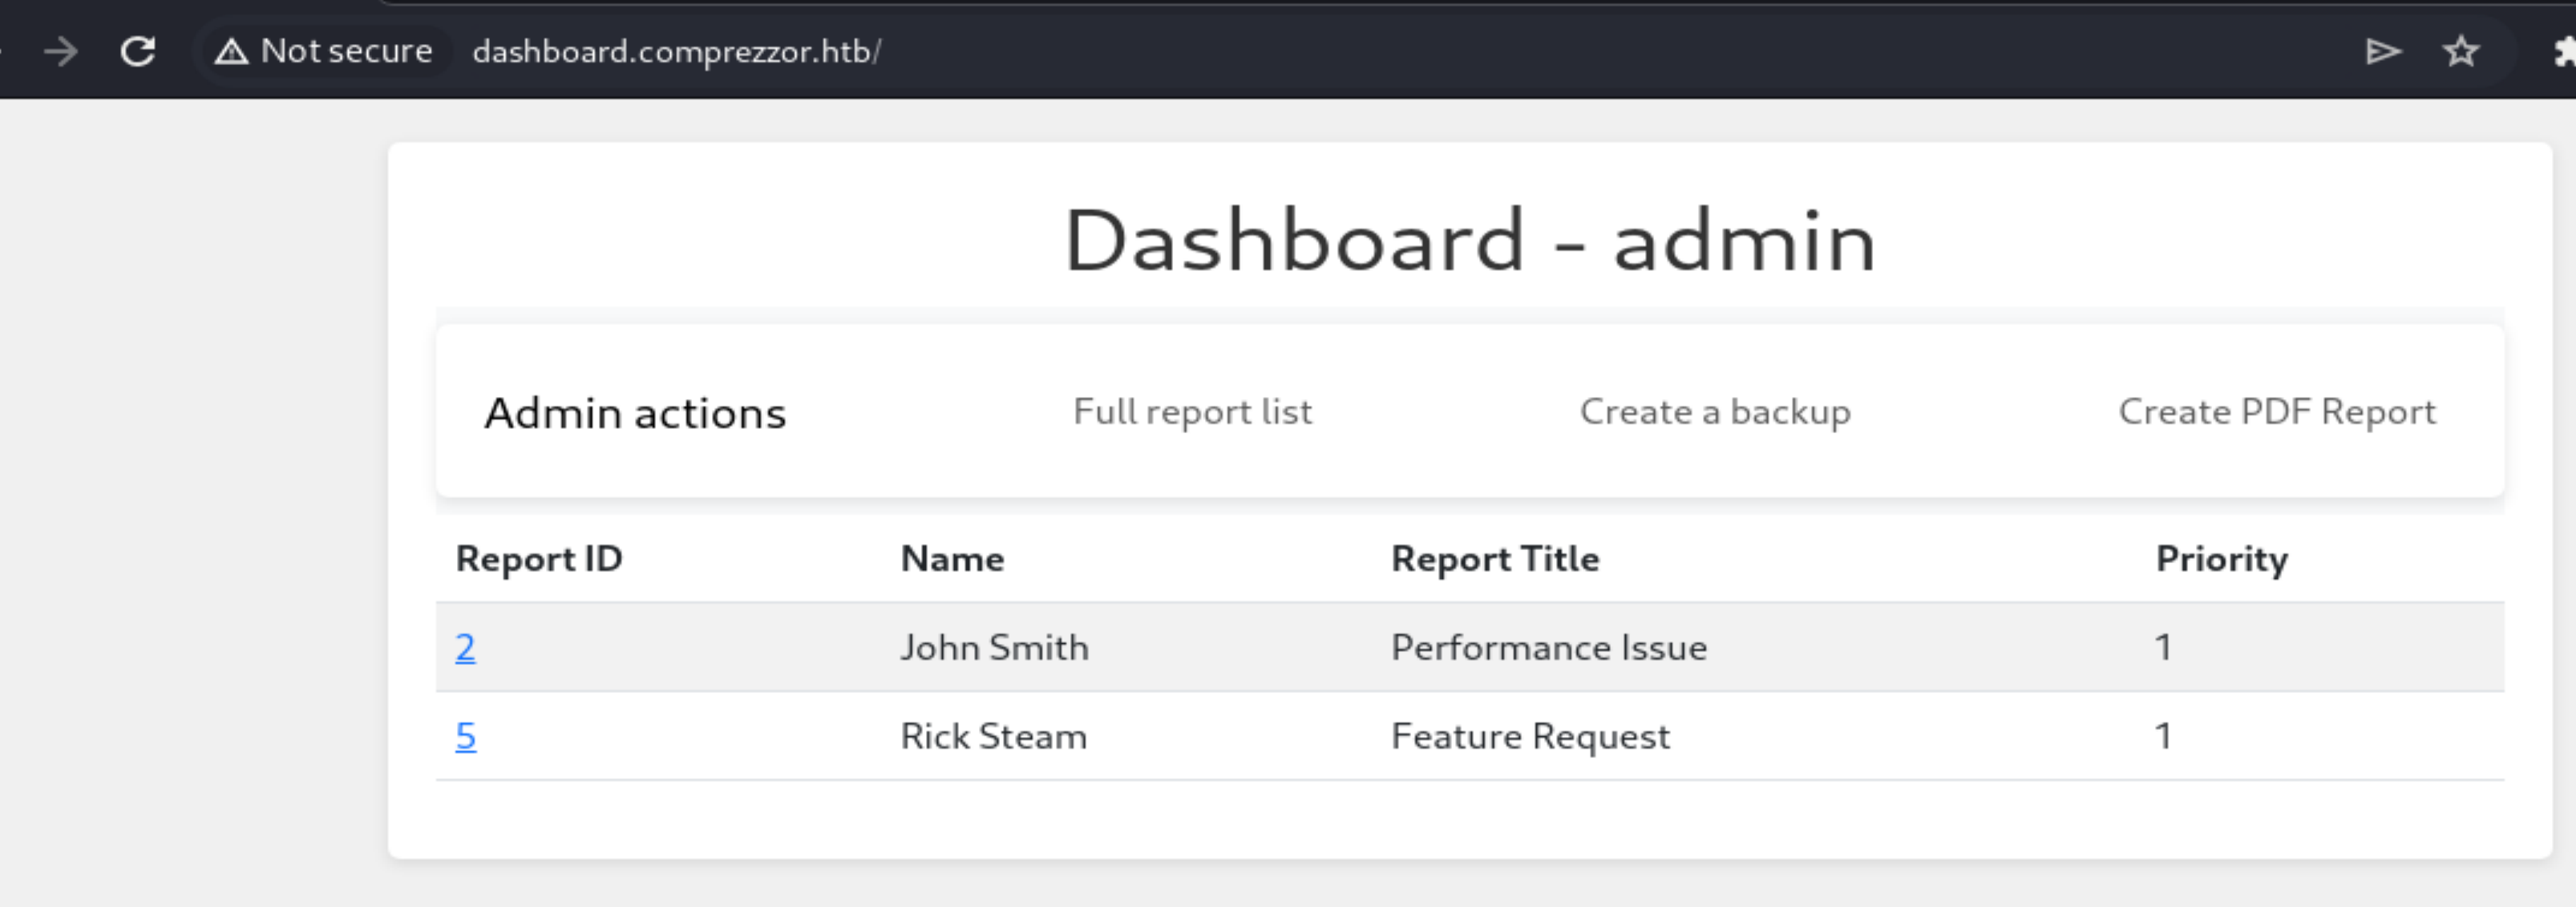 Not secure dashboard.comprezzor.htb/
Dashboard - admin
Admin actions Full report list Create a backup Create PDF Report
Report ID Name Report Title Priority
2 John Smith Performance Issue 1
5 Rick Steam Feature Request 1